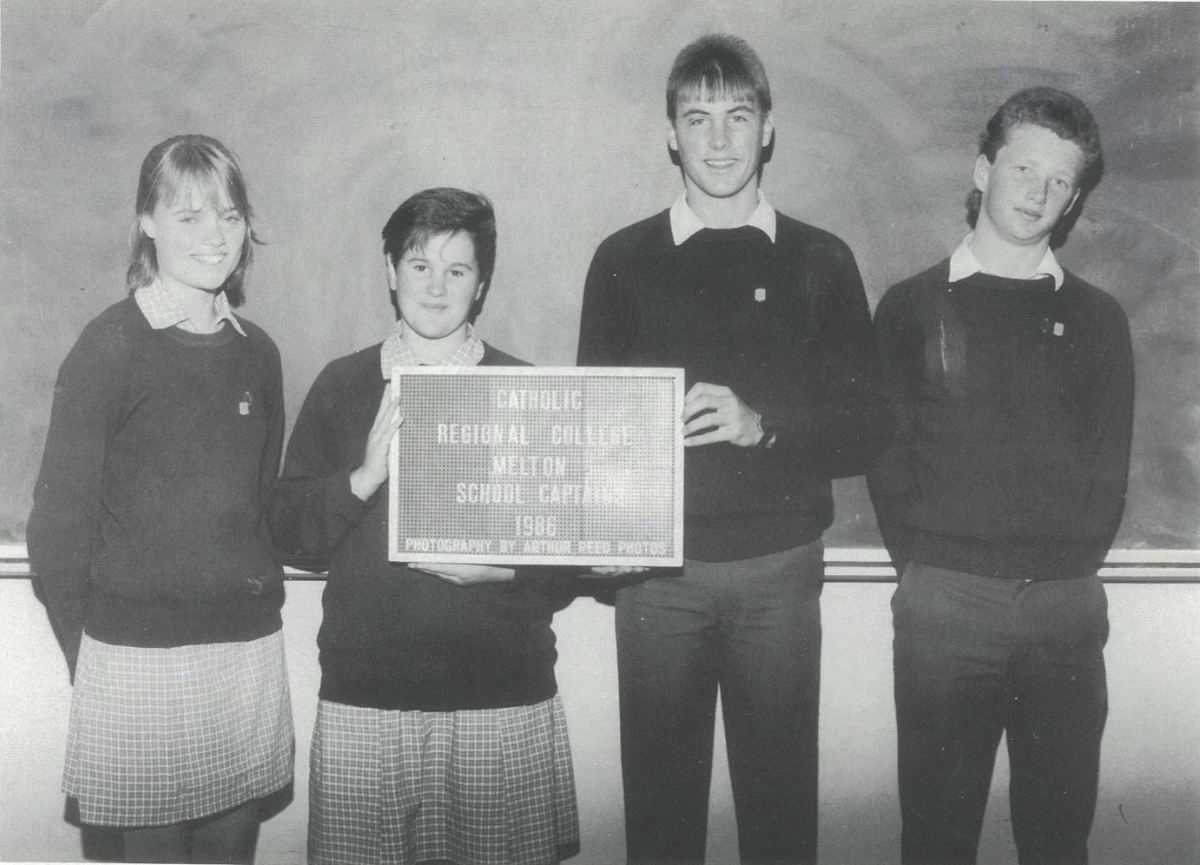 CATHOLIC
REGIONAL COLLEGE
MELTON
SCHOOL CAPTAINS
1986
PHOTOGRAPHY BY ARTHUR REED PHOTOS